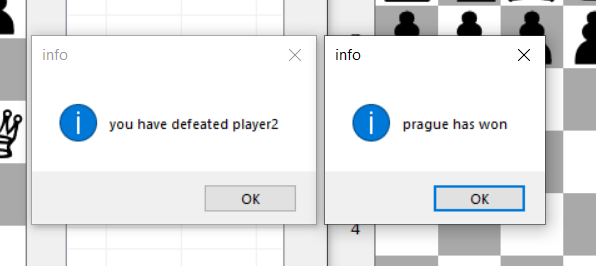 info
you have defeated player2
OK
info
prague has won
OK
4